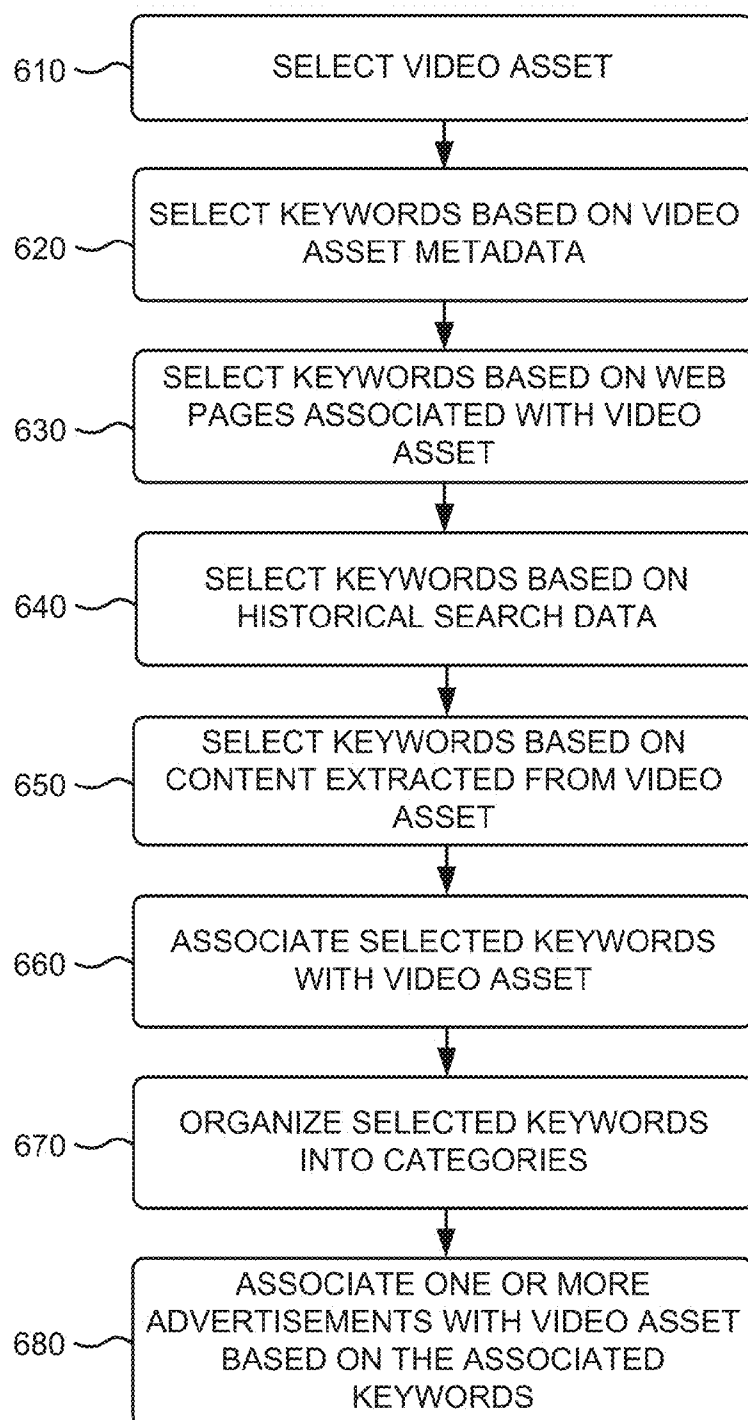 610
SELECT VIDEO ASSET
620
SELECT KEYWORDS BASED ON VIDEO
ASSET METADATA
630
SELECT KEYWORDS BASED ON WEB
PAGES ASSOCIATED WITH VIDEO
ASSET
640
SELECT KEYWORDS BASED ON
HISTORICAL SEARCH DATA
650
SELECT KEYWORDS BASED ON
CONTENT EXTRACTED FROM VIDEO
ASSET
660
ASSOCIATE SELECTED KEYWORDS
WITH VIDEO ASSET
670
ORGANIZE SELECTED KEYWORDS
INTO CATEGORIES
680
ASSOCIATE ONE OR MORE
ADVERTISEMENTS WITH VIDEO ASSET
BASED ON THE ASSOCIATED
KEYWORDS